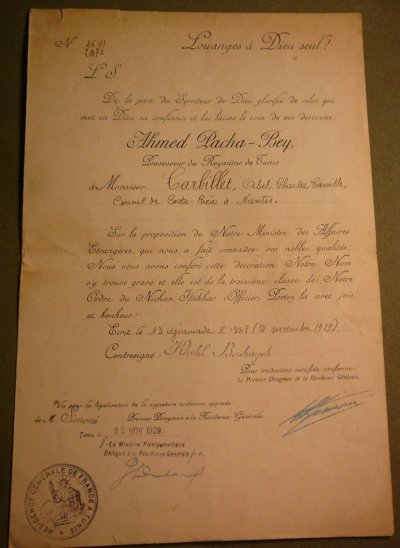 N° 2691
2872
Louanges à Dieu seul!
L S
De la part du Serviteur de Dieu glorifié, de celui qui
met en Dieu sa confiance et lui laisse le soin de ses destinées.
Ahmed Pacha-Bey,
Possesseur du Royaume de Tunis
à Monsieur Carbillet, Abel, Charles, Camille,
Consul de Costa-Rica à Nantes.
Sur la proposition de Notre Ministre des Affaires
Etrangères, qui nous a fait connaître vos nobles qualités
Nous vous avons conféré cette décoration. Notre Nom
s'y trouve gravé et elle est de la troisième classe de Notre
Ordre du Nichan Iftikhar (Officier) Portez la avec joie
et bonheur!
Ecrit le 13 djoumada II 1348 (14 novembre 1929).
Contresigné: Khelil Bouhageb
Pour traduction certifiée conforme
Le Premier Drogman de la Résidence Générale,
Vu pour la légalisation de la signature ci-dessus apposée
de M. Simoni Premier Drogman à la Résidence Générale
Tunis, le 25 NOV 1929
Le Ministre Plénipotentiaire
Délégué à la Résidence Générale
RÉSIDENCE GÉNÉRALE DE FRANCE A TUNIS